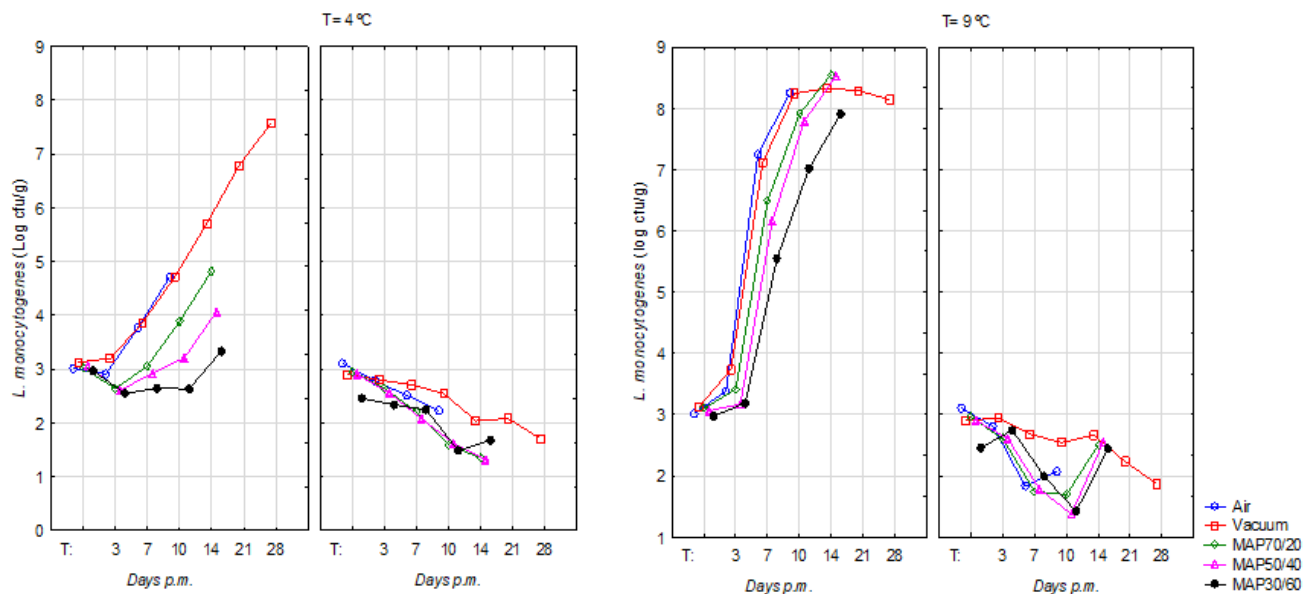 T= 4 ºC
T= 9 ºC
L. monocytogenes (Log cfu/g)
9
8
7
6
5
4
3
2
1
0
T: 3 7 10 14 21 28
T: 3 7 10 14 21 28
Days p.m.
Days p.m.
L. monocytogenes (log cfu/g)
9
8
7
6
5
4
3
2
1
T: 3 7 10 14 21 28
T: 3 7 10 14 21 28
Days p.m.
Days p.m.
Air
Vacuum
MAP70/20
MAP50/40
MAP30/60